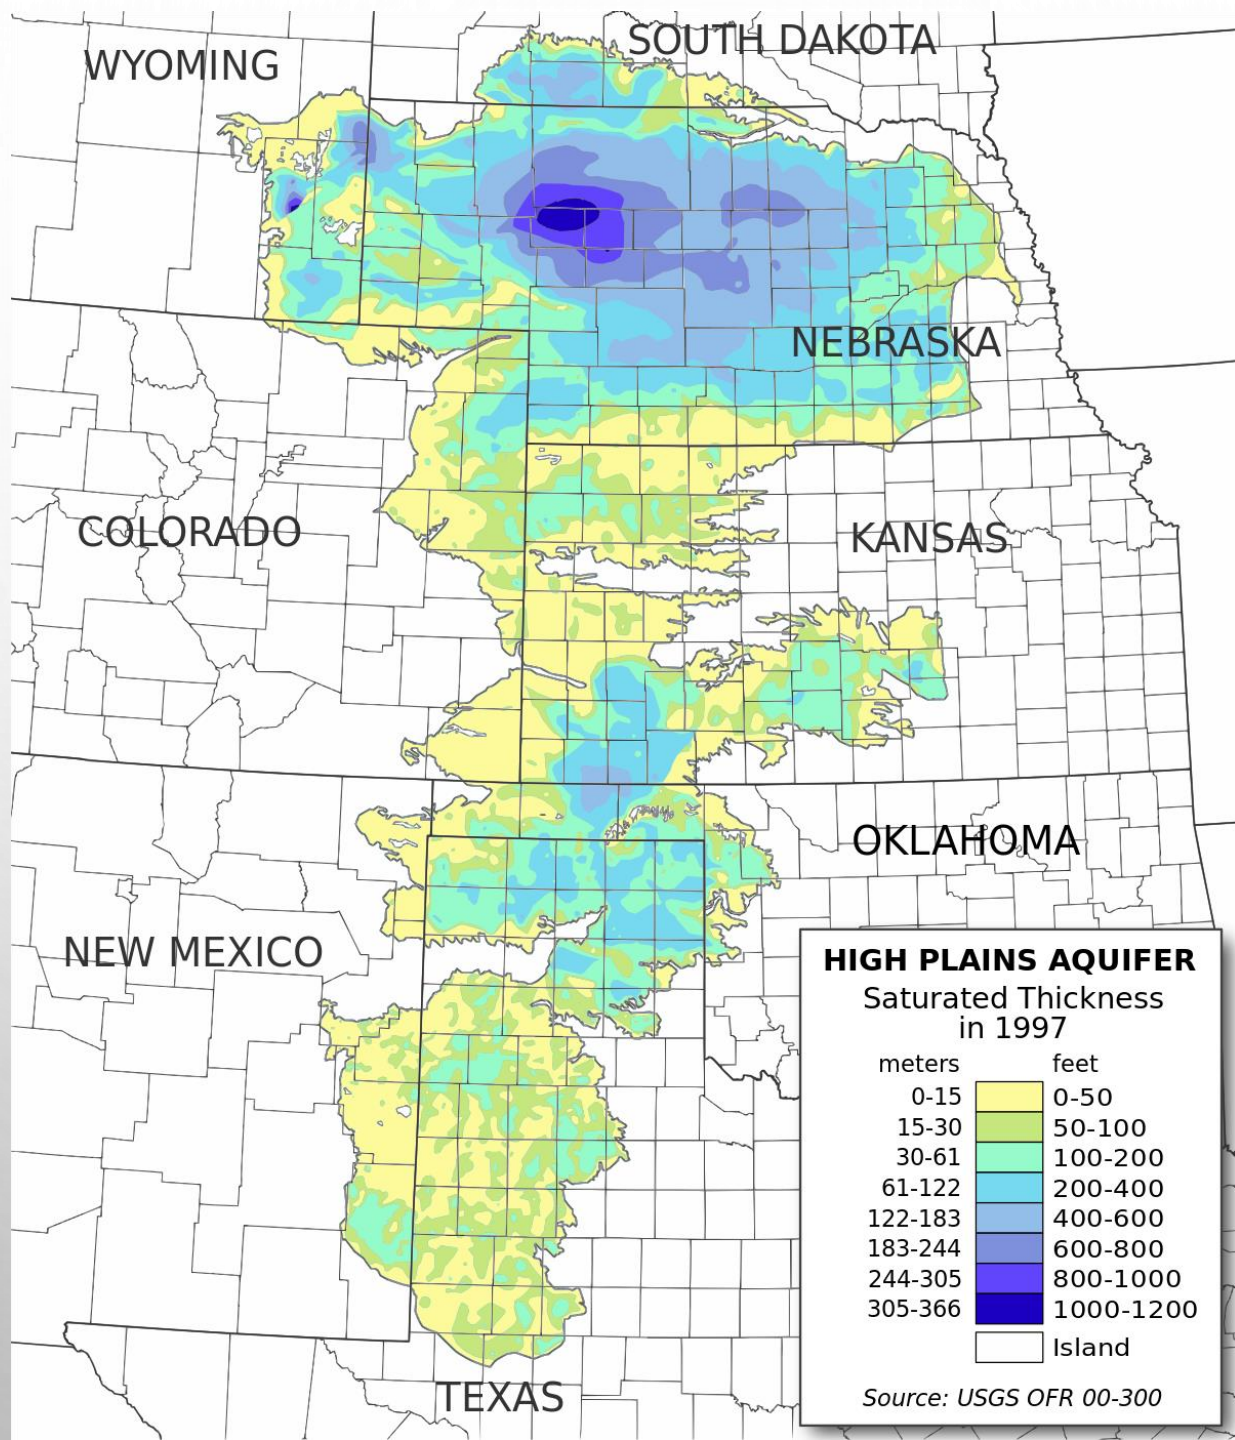 SOUTH DAKOTA
WYOMING
NEBRASKA
COLORADO
KANSAS
OKLAHOMA
NEW MEXICO
TEXAS
HIGH PLAINS AQUIFER
Saturated Thickness
in 1997
meters feet
0-15 0-50
15-30 50-100
30-61 100-200
61-122 200-400
122-183 400-600
183-244 600-800
244-305 800-1000
305-366 1000-1200
Island
Source: USGS OFR 00-300